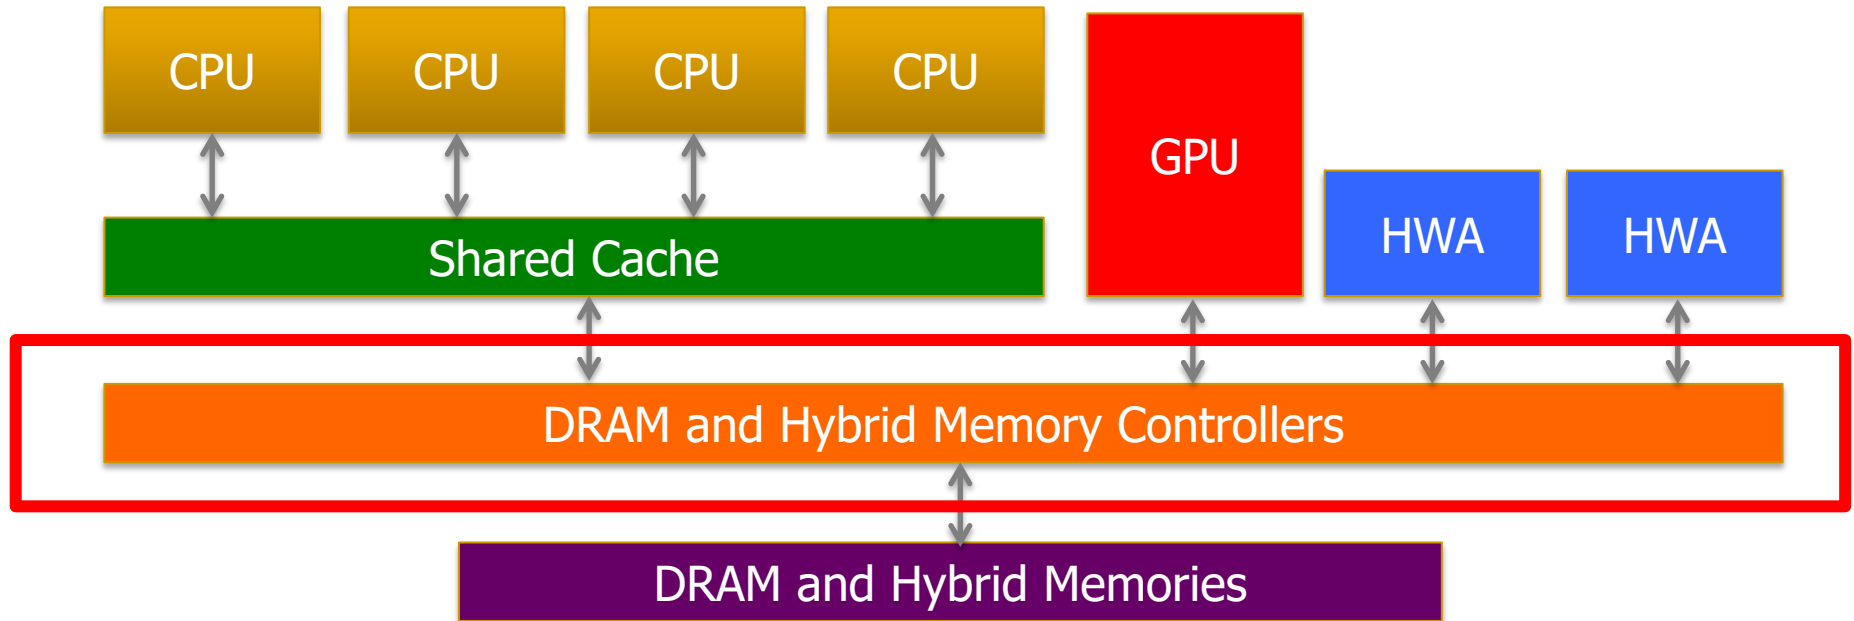 CPU
CPU
CPU
CPU
GPU
HWA
HWA
Shared Cache
DRAM and Hybrid Memory Controllers
DRAM and Hybrid Memories